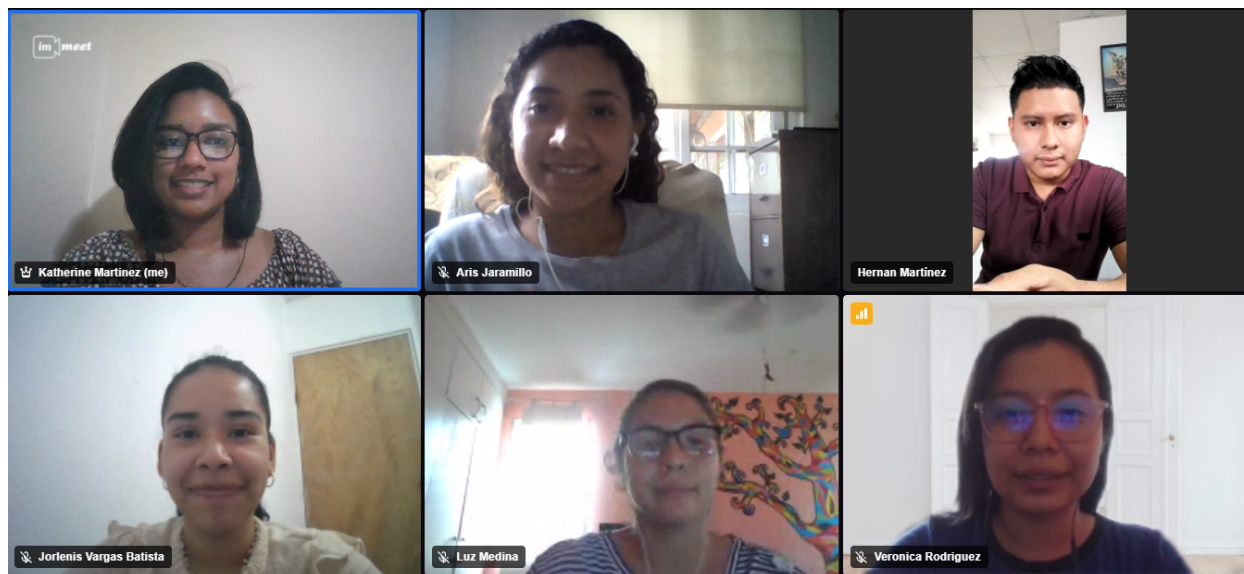 im meet
Katherine Martinez (me)
Aris Jaramillo
Hernan Martínez
Jorlenis Vargas Batista
Luz Medina
Veronica Rodriguez